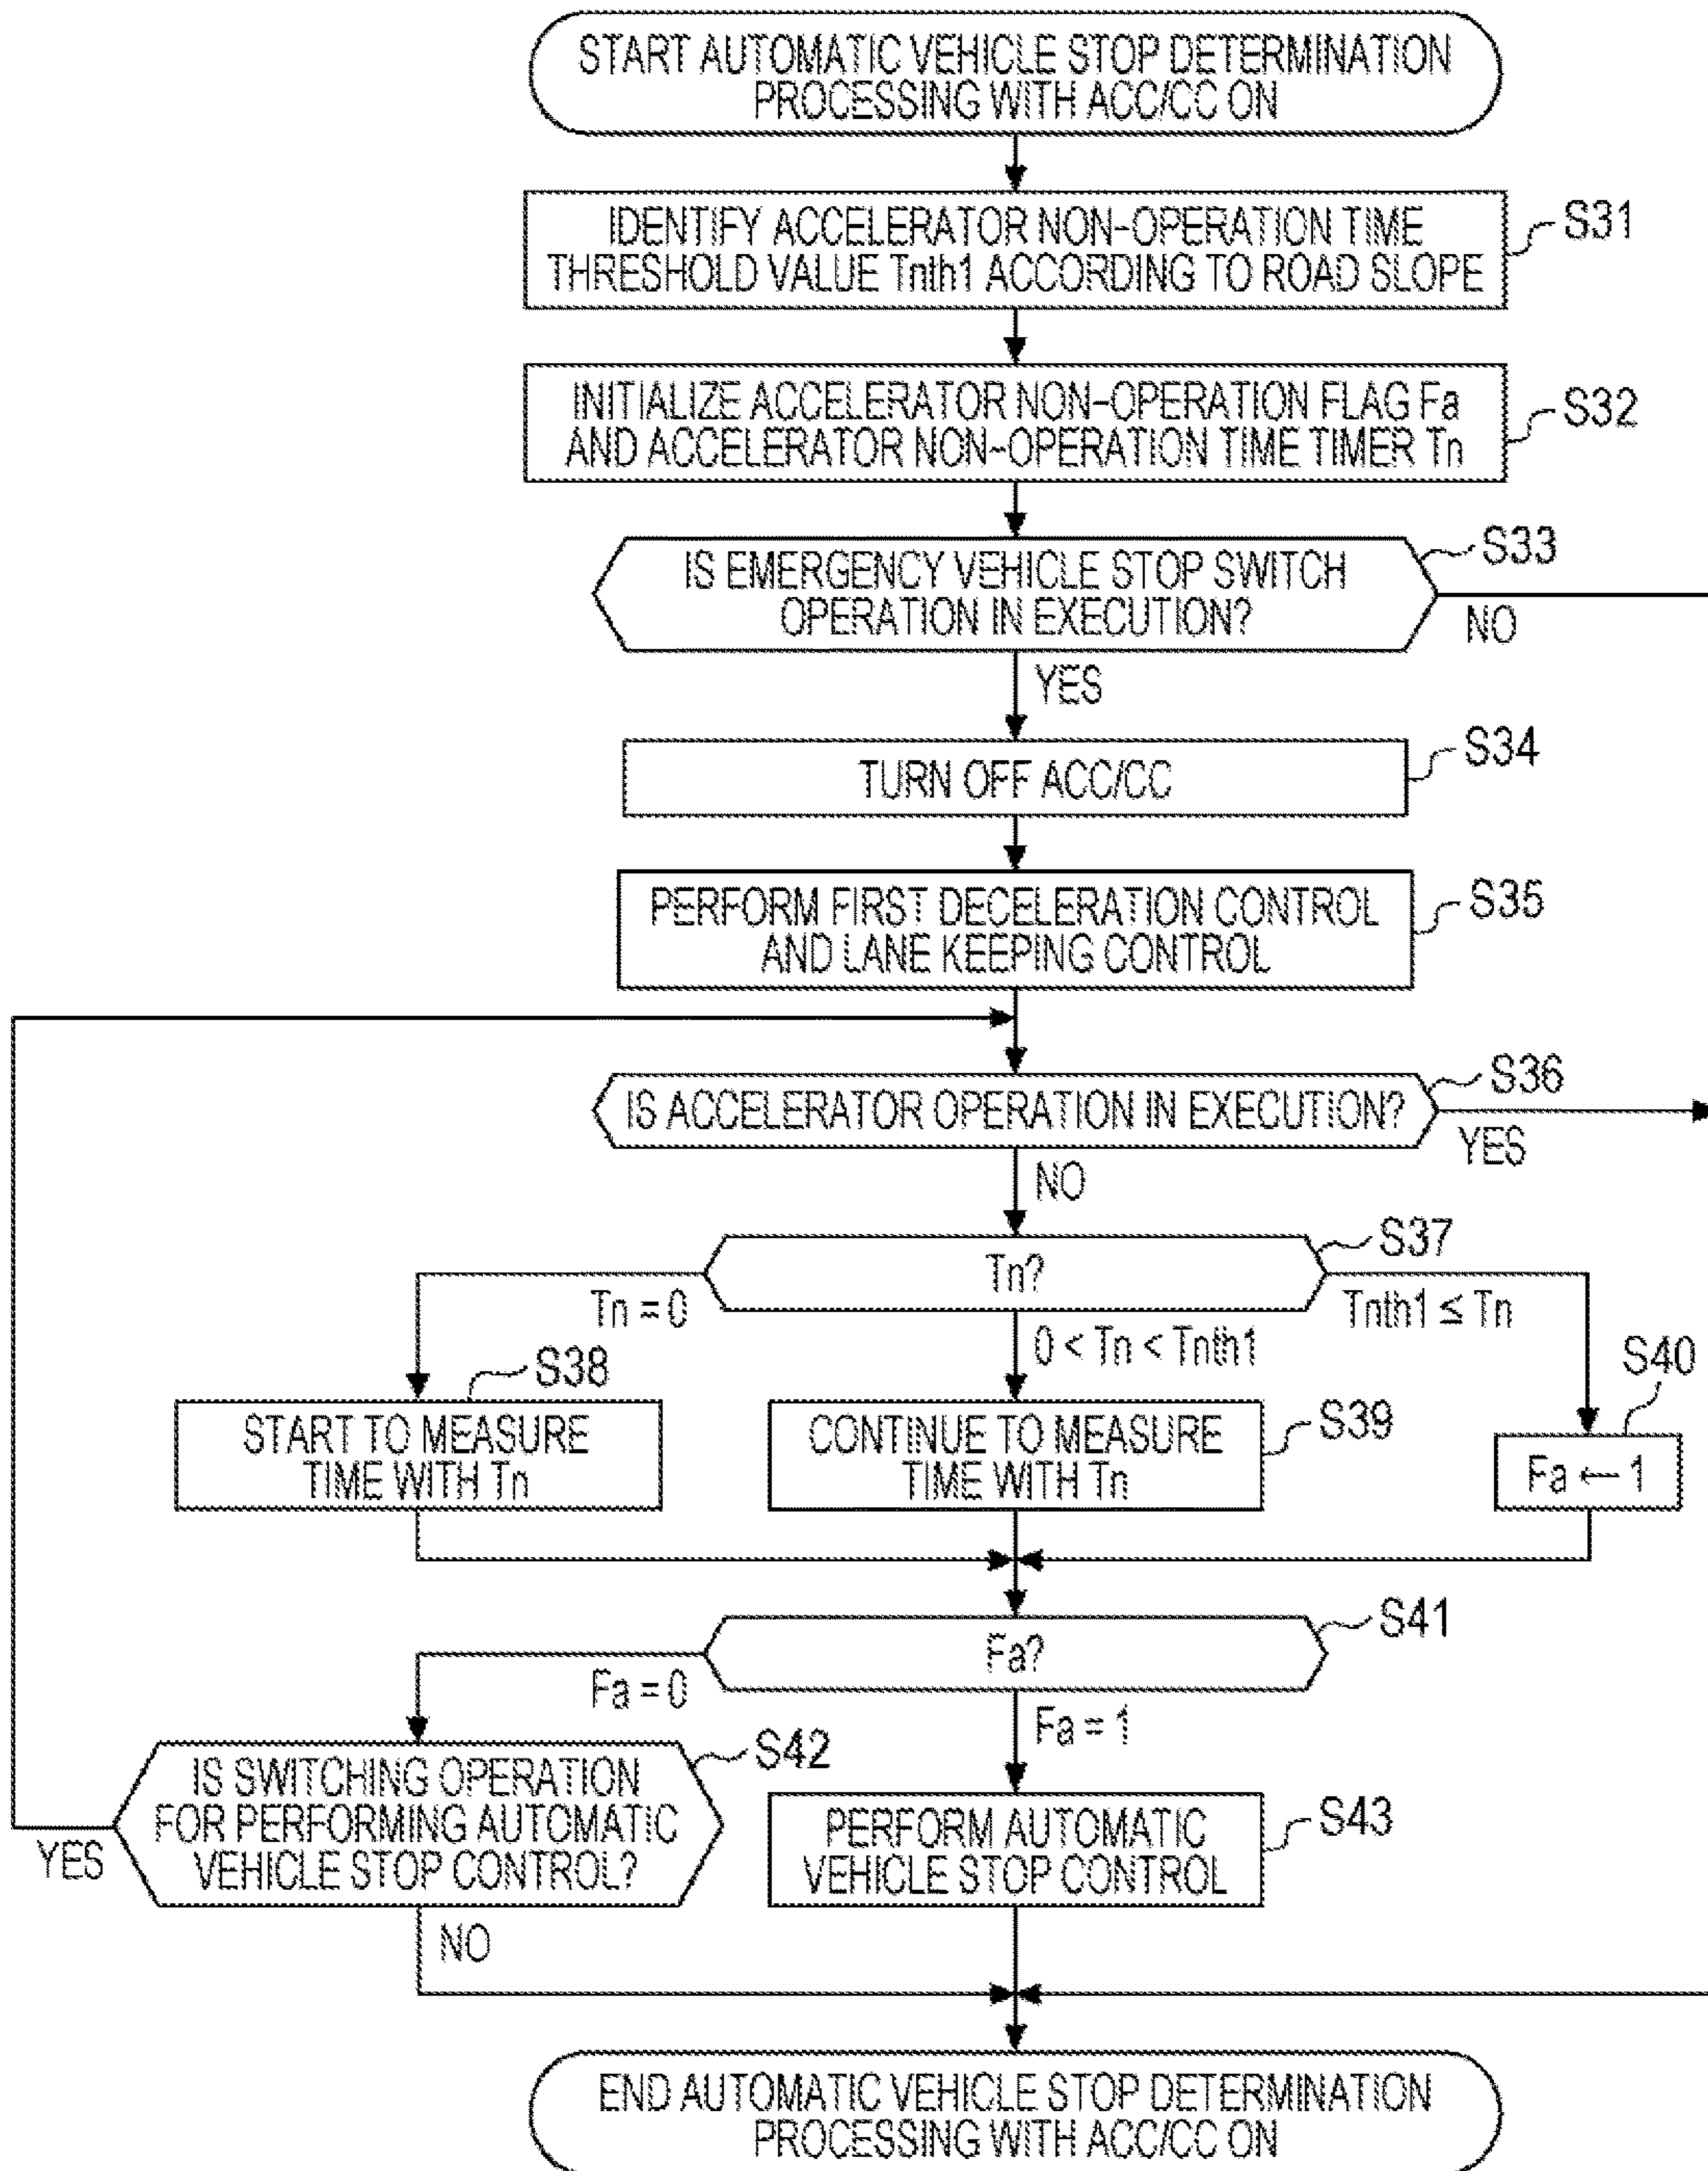 START AUTOMATIC VEHICLE STOP DETERMINATION
PROCESSING WITH ACC/CC ON
IDENTIFY ACCELERATOR NON-OPERATION TIME
THRESHOLD VALUE Tnth1 ACCORDING TO ROAD SLOPE
S31
INITIALIZE ACCELERATOR NON-OPERATION FLAG Fa
AND ACCELERATOR NON-OPERATION TIME TIMER Tn
S32
IS EMERGENCY VEHICLE STOP SWITCH
OPERATION IN EXECUTION?
S33
NO
YES
TURN OFF ACC/CC
S34
PERFORM FIRST DECELERATION CONTROL
AND LANE KEEPING CONTROL
S35
IS ACCELERATOR OPERATION IN EXECUTION?
S36
YES
NO
Tn?
S37
Tn = 0
0 < Tn < Tnth1
Tnth1 ≤ Tn
S38
START TO MEASURE
TIME WITH Tn
CONTINUE TO MEASURE
TIME WITH Tn
S39
S40
Fa ← 1
Fa?
S41
Fa = 0
Fa = 1
IS SWITCHING OPERATION
FOR PERFORMING AUTOMATIC
VEHICLE STOP CONTROL?
S42
YES
NO
PERFORM AUTOMATIC
VEHICLE STOP CONTROL
S43
END AUTOMATIC VEHICLE STOP DETERMINATION
PROCESSING WITH ACC/CC ON